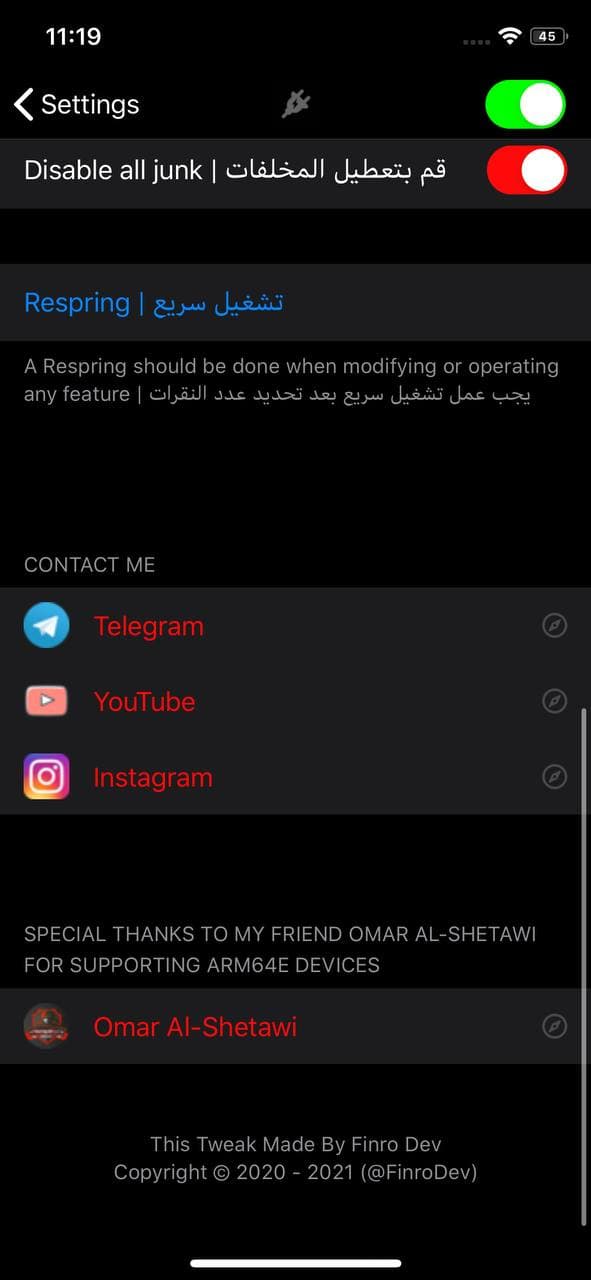 11:19
45
Settings
Disable all junk | قم بتعطيل المخلفات
Respring | تشغيل سريع
A Respring should be done when modifying or operating
any feature | يجب عمل تشغيل سريع بعد تحديد عدد النقرات
CONTACT ME
Telegram
YouTube
Instagram
SPECIAL THANKS TO MY FRIEND OMAR AL-SHETAWI
FOR SUPPORTING ARM64E DEVICES
Omar Al-Shetawi
This Tweak Made By Finro Dev
Copyright © 2020 - 2021 (@FinroDev)